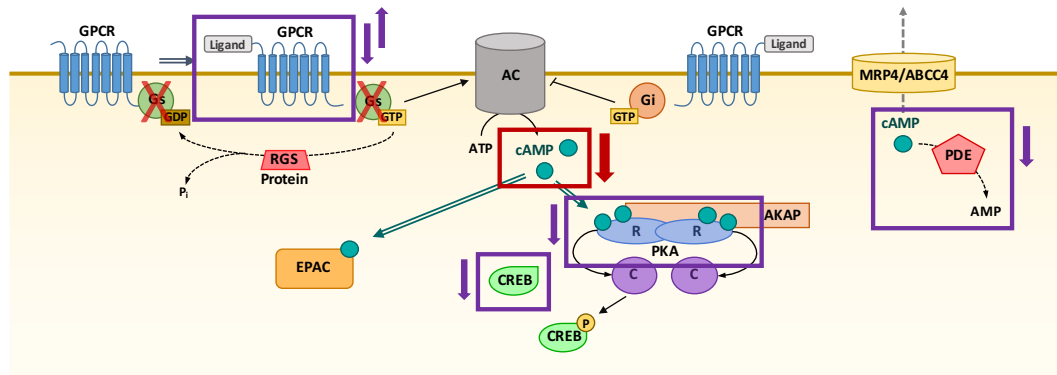 GPCR
Ligand
GPCR
GPCR
Ligand
AC
MRP4/ABCC4
Gs
GDP
Gs
GTP
GTP
Gi
ATP
cAMP
cAMP
PDE
AMP
RGS
Protein
Pi
AKAP
R
R
PKA
EPAC
CREB
C
C
CREB
P